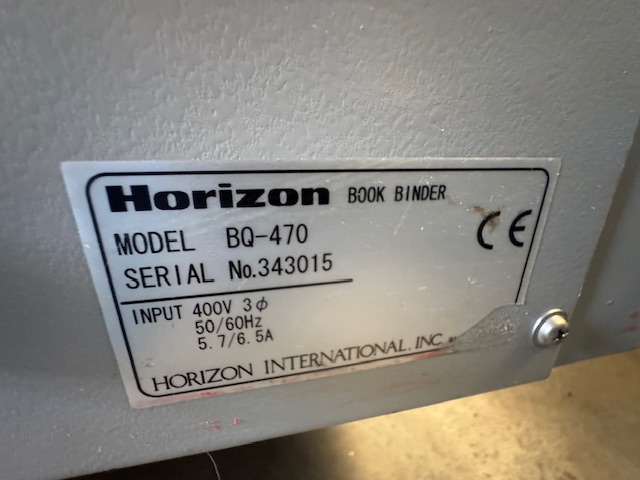 Horizon BOOK BINDER
MODEL BQ-470
CE
SERIAL No.343015
INPUT 400V 3φ
50/60Hz
5.7/6.5A
HORIZON INTERNATIONAL, INC